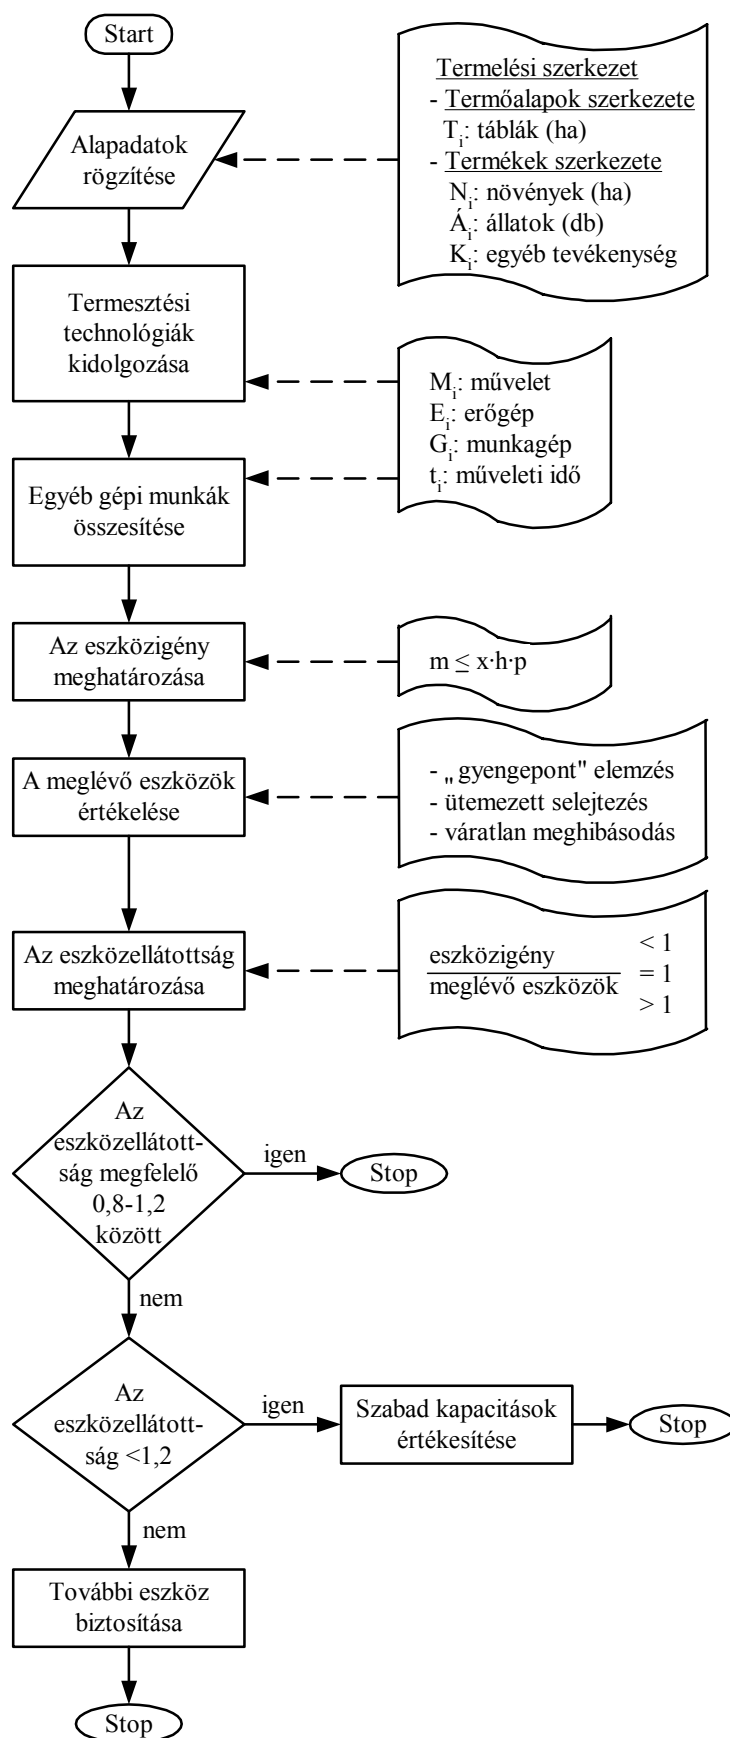 Start
Termelési szerkezet
- Termőalapok szerkezete
Ti: táblák (ha)
- Termékek szerkezete
Ni: növények (ha)
Ái: állatok (db)
Ki: egyéb tevékenység
Alapadatok
rögzítése
Termesztési
technológiák
kidolgozása
Mi: művelet
Ei: erőgép
Gi: munkagép
ti: műveleti idő
Egyéb gépi munkák
összesítése
Az eszközigény
meghatározása
m ≤ x·h·p
A meglévő eszközök
értékelése
- „gyengepont" elemzés
- ütemezett selejtezés
- váratlan meghibásodás
Az eszközellátottság
meghatározása
eszközigény
meglévő eszközök
< 1
= 1
> 1
Az
eszközellátott-
ság megfelelő
0,8-1,2
között
igen
Stop
nem
Az
eszközellátott-
ság <1,2
igen
Szabad kapacitások
értékesítése
Stop
nem
További eszköz
biztosítása
Stop